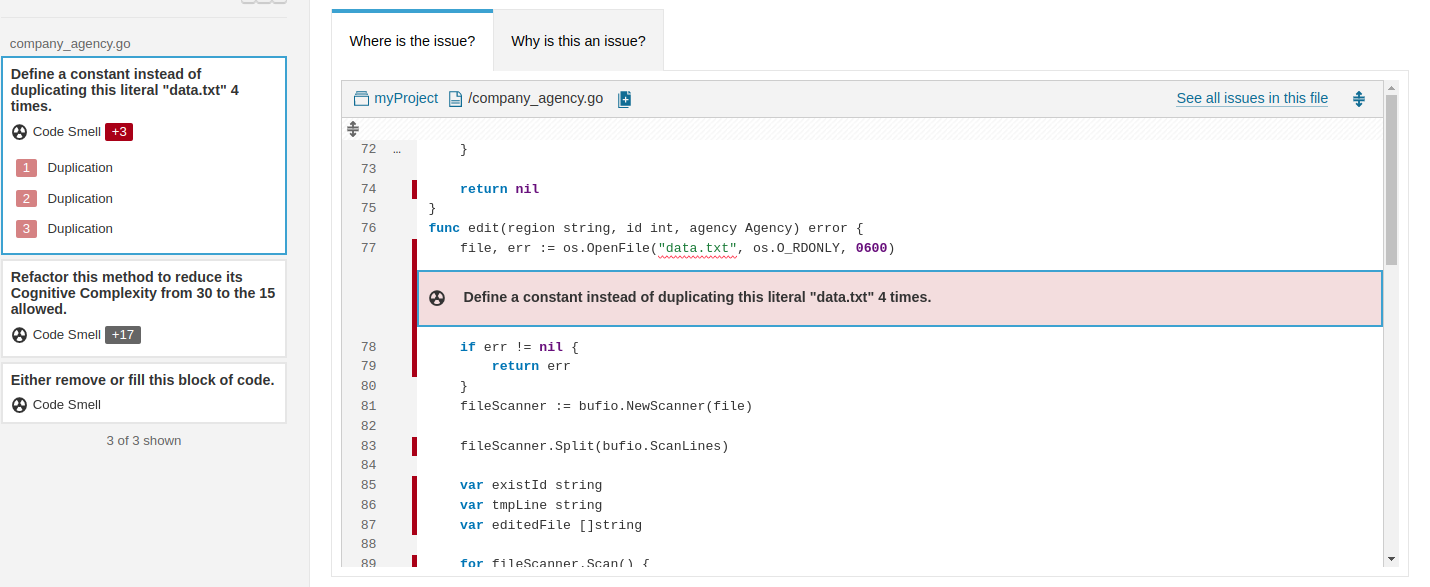 company_agency.go
Define a constant instead of
duplicating this literal "data.txt" 4
times.
Code Smell +3
1 Duplication
2 Duplication
3 Duplication
Refactor this method to reduce its
Cognitive Complexity from 30 to the 15
allowed.
Code Smell +17
Either remove or fill this block of code.
Code Smell
3 of 3 shown
Where is the issue? Why is this an issue?
myProject /company_agency.go See all issues in this file
72 … }
73
74 return nil
75 }
76 func edit(region string, id int, agency Agency) error {
77 file, err := os.OpenFile("data.txt", os.O_RDONLY, 0600)
Define a constant instead of duplicating this literal "data.txt" 4 times.
78 if err != nil {
79 return err
80 }
81 fileScanner := bufio.NewScanner(file)
82
83 fileScanner.Split(bufio.ScanLines)
84
85 var existId string
86 var tmpLine string
87 var editedFile []string
88
89 for fileScanner.Scan() {